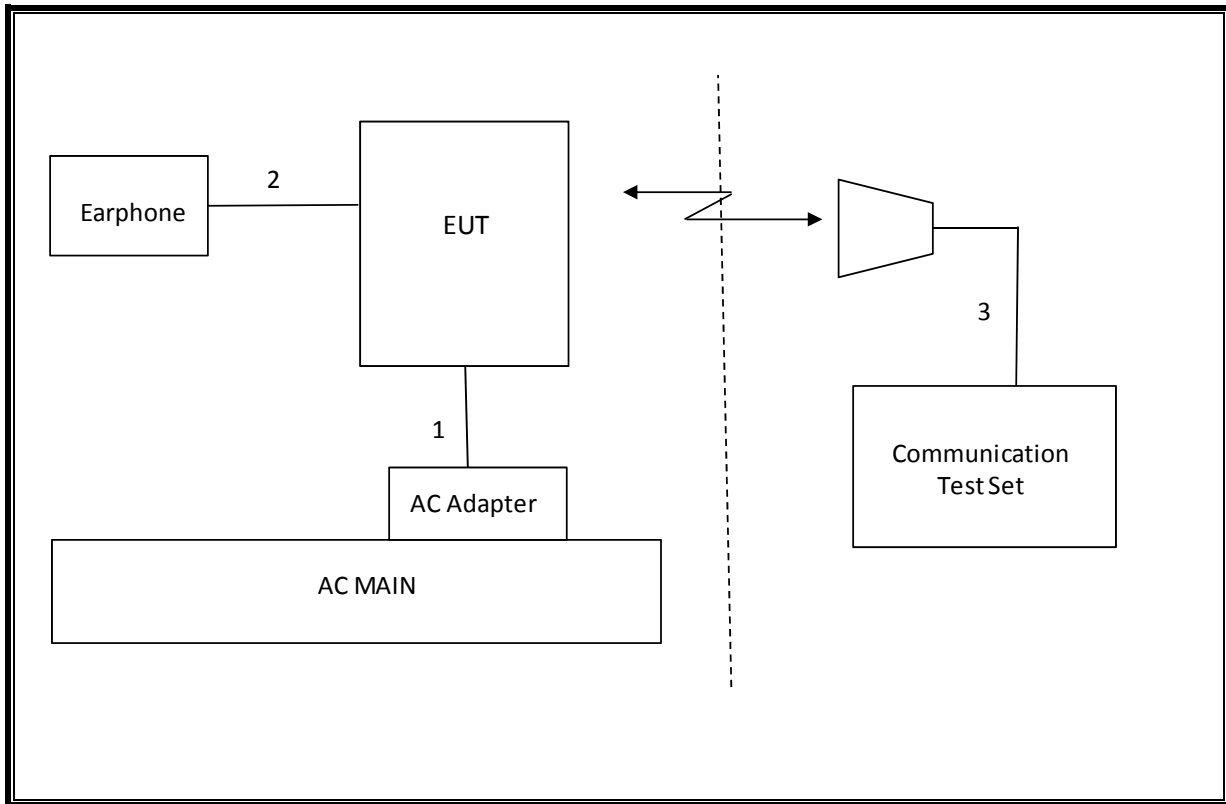 2
Earphone
EUT
3
1
Communication
Test Set
AC Adapter
AC MAIN